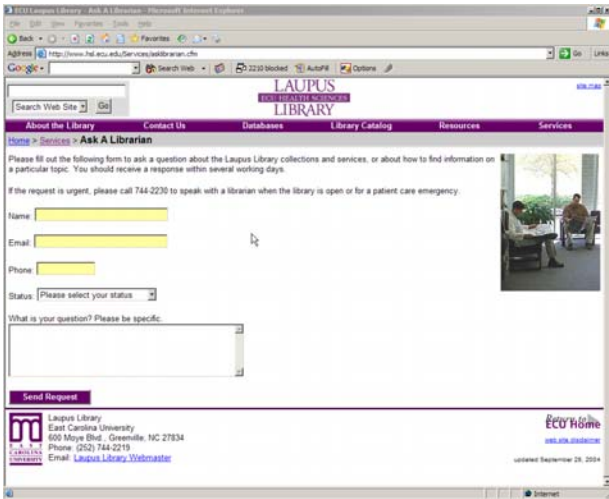 ECU Laupus Library - Ask A Librarian - Microsoft Internet Explorer
File Edit View Favorites Tools Help
Back Search Favorites
Address http://www.hsl.ecu.edu/Services/asklibrarian.cfm Go Links
Google Search Web 2210 blocked AutoFill Options
LAUPUS
ECU HEALTH SCIENCES
LIBRARY
site map
Search Web Site Go
About the Library Contact Us Databases Library Catalog Resources Services
Home > Services > Ask A Librarian
Please fill out the following form to ask a question about the Laupus Library collections and services, or about how to find information on
a particular topic. You should receive a response within several working days.
If the request is urgent, please call 744-2230 to speak with a librarian when the library is open or for a patient care emergency.
Name:
Email:
Phone:
Status: Please select your status
What is your question? Please be specific.
Send Request
EAST
CAROLINA
UNIVERSITY
Laupus Library
East Carolina University
600 Moye Blvd., Greenville, NC 27834
Phone: (252) 744-2219
Email: Laupus Library Webmaster
Return to
ECU Home
web site disclaimer
updated September 28, 2004
Internet